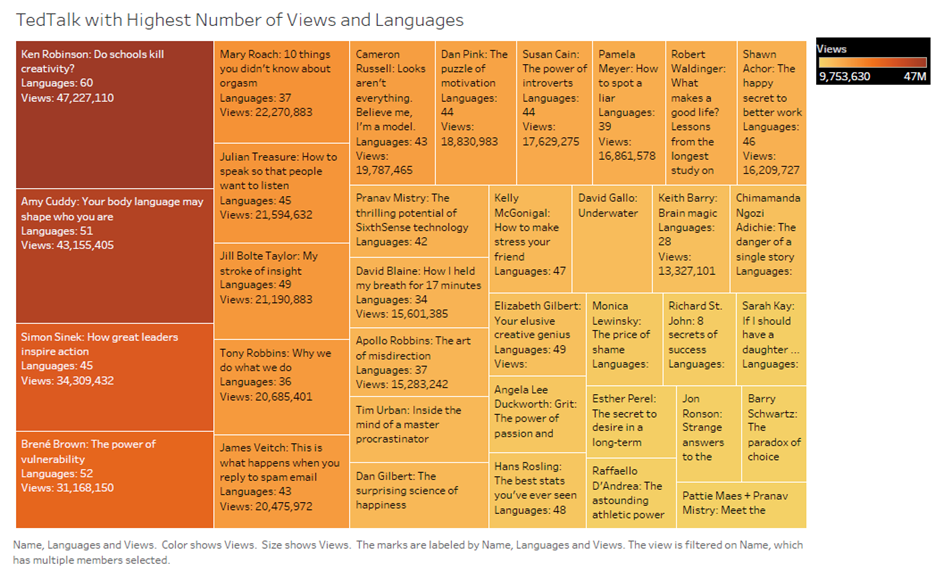 TedTalk with Highest Number of Views and Languages
Ken Robinson: Do schools kill
creativity?
Languages: 60
Views: 47,227,110
Amy Cuddy: Your body language may
shape who you are
Languages: 51
Views: 43,155,405
Simon Sinek: How great leaders
inspire action
Languages: 45
Views: 34,309,432
Brené Brown: The power of
vulnerability
Languages: 52
Views: 31,168,150
Mary Roach: 10 things
you didn't know about
orgasm
Languages: 37
Views: 22,270,883
Julian Treasure: How to
speak so that people
want to listen
Languages: 45
Views: 21,594,632
Jill Bolte Taylor: My
stroke of insight
Languages: 49
Views: 21,190,883
Tony Robbins: Why we
do what we do
Languages: 36
Views: 20,685,401
James Veitch: This is
what happens when you
reply to spam email
Languages: 43
Views: 20,475,972
Cameron
Russell: Looks
aren't
everything.
Believe me,
I'm a model.
Languages: 43
Views:
19,787,465
Dan Pink: The
puzzle of
motivation
Languages:
44
Views:
18,830,983
Susan Cain:
The power of
introverts
Languages:
44
Views:
17,629,275
Pamela
Meyer: How
to spot a
liar
Languages:
39
Views:
16,861,578
Robert
Waldinger:
What
makes a
good life?
Lessons
from the
longest
study on
Shawn
Achor: The
happy
secret to
better work
Languages:
46
Views:
16,209,727
Pranav Mistry: The
thrilling potential of
SixthSense technology
Languages: 42
David Blaine: How I held
my breath for 17 minutes
Languages: 34
Views: 15,601,385
Apollo Robbins: The art
of misdirection
Languages: 37
Views: 15,283,242
Tim Urban: Inside the
mind of a master
procrastinator
Dan Gilbert: The
surprising science of
happiness
Kelly
McGonigal:
How to make
stress your
friend
Languages: 47
David Gallo:
Underwater
Keith Barry:
Brain magic
Languages:
28
Views:
13,327,101
Chimamanda
Ngozi
Adichie: The
danger of a
single story
Languages:
Elizabeth Gilbert:
Your elusive
creative genius
Languages: 49
Views:
Angela Lee
Duckworth: Grit:
The power of
passion and
Hans Rosling:
The best stats
you've ever seen
Languages: 48
Monica
Lewinsky: The
price of
shame
Languages:
Richard St.
John: 8
secrets of
success
Languages:
Sarah Kay:
If I should
have a
daughter ...
Languages:
Esther Perel:
The secret to
desire in a
long-term
Raffaello
D'Andrea: The
astounding
athletic power
Jon
Ronson:
Strange
answers
to the
Barry
Schwartz:
The
paradox of
choice
Pattie Maes + Pranav
Mistry: Meet the
Views
9,753,630 47M
Name, Languages and Views. Color shows Views. Size shows Views. The marks are labeled by Name, Languages and Views. The view is filtered on Name, which
has multiple members selected.